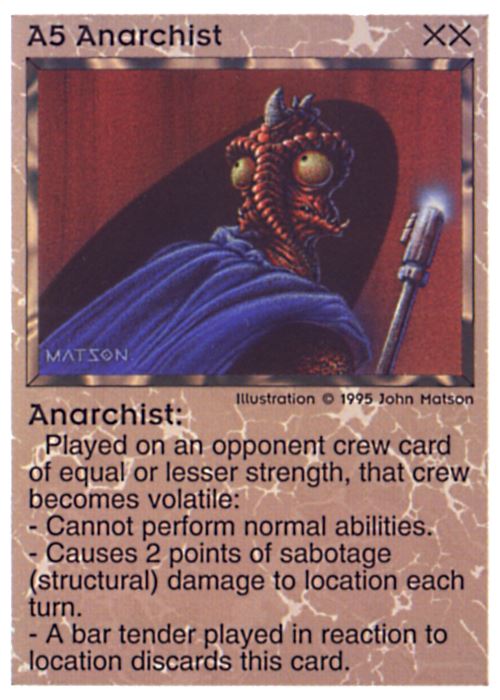 A5 Anarchist XX
MATSON
Illustration © 1995 John Matson
Anarchist:
Played on an opponent crew card
of equal or lesser strength, that crew
becomes volatile:
- Cannot perform normal abilities.
- Causes 2 points of sabotage
(structural) damage to location each
turn.
- A bar tender played in reaction to
location discards this card.